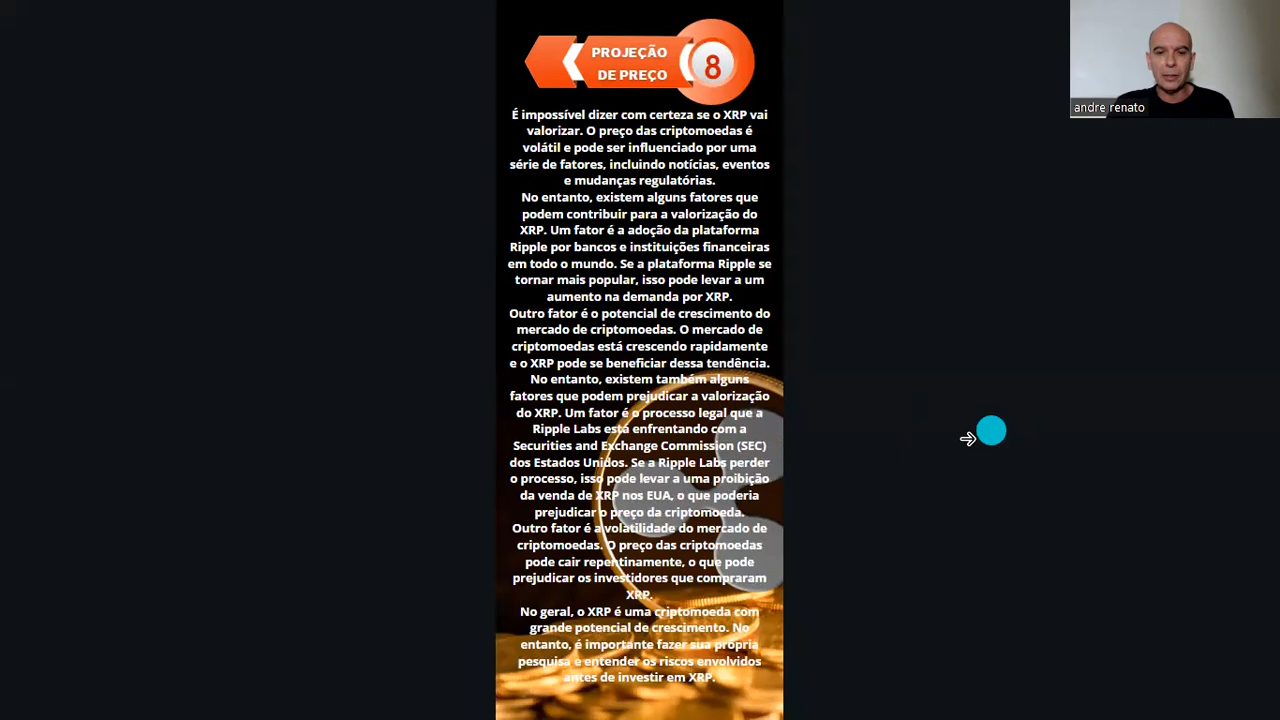 PROJEÇÃO
DE PREÇO
8
É impossível dizer com certeza se o XRP vai
valorizar. O preço das criptomoedas é
volátil e pode ser influenciado por uma
série de fatores, incluindo notícias, eventos
e mudanças regulatórias.
No entanto, existem alguns fatores que
podem contribuir para a valorização do
XRP. Um fator é a adoção da plataforma
Ripple por bancos e instituições financeiras
em todo o mundo. Se a plataforma Ripple se
tornar mais popular, isso pode levar a um
aumento na demanda por XRP.
Outro fator é o potencial de crescimento do
mercado de criptomoedas. O mercado de
criptomoedas está crescendo rapidamente
e o XRP pode se beneficiar dessa tendência.
No entanto, existem também alguns
fatores que podem prejudicar a valorização
do XRP. Um fator é o processo legal que a
Ripple Labs está enfrentando com a
Securities and Exchange Commission (SEC)
dos Estados Unidos. Se a Ripple Labs perder
o processo, isso pode levar a uma proibição
da venda de XRP nos EUA, o que poderia
prejudicar o preço da criptomoeda.
Outro fator é a volatilidade do mercado de
criptomoedas. O preço das criptomoedas
pode cair repentinamente, o que pode
prejudicar os investidores que compraram
XRP.
No geral, o XRP é uma criptomoeda com
grande potencial de crescimento. No
entanto, é importante fazer sua própria
pesquisa e entender os riscos envolvidos
antes de investir em XRP.
andre renato